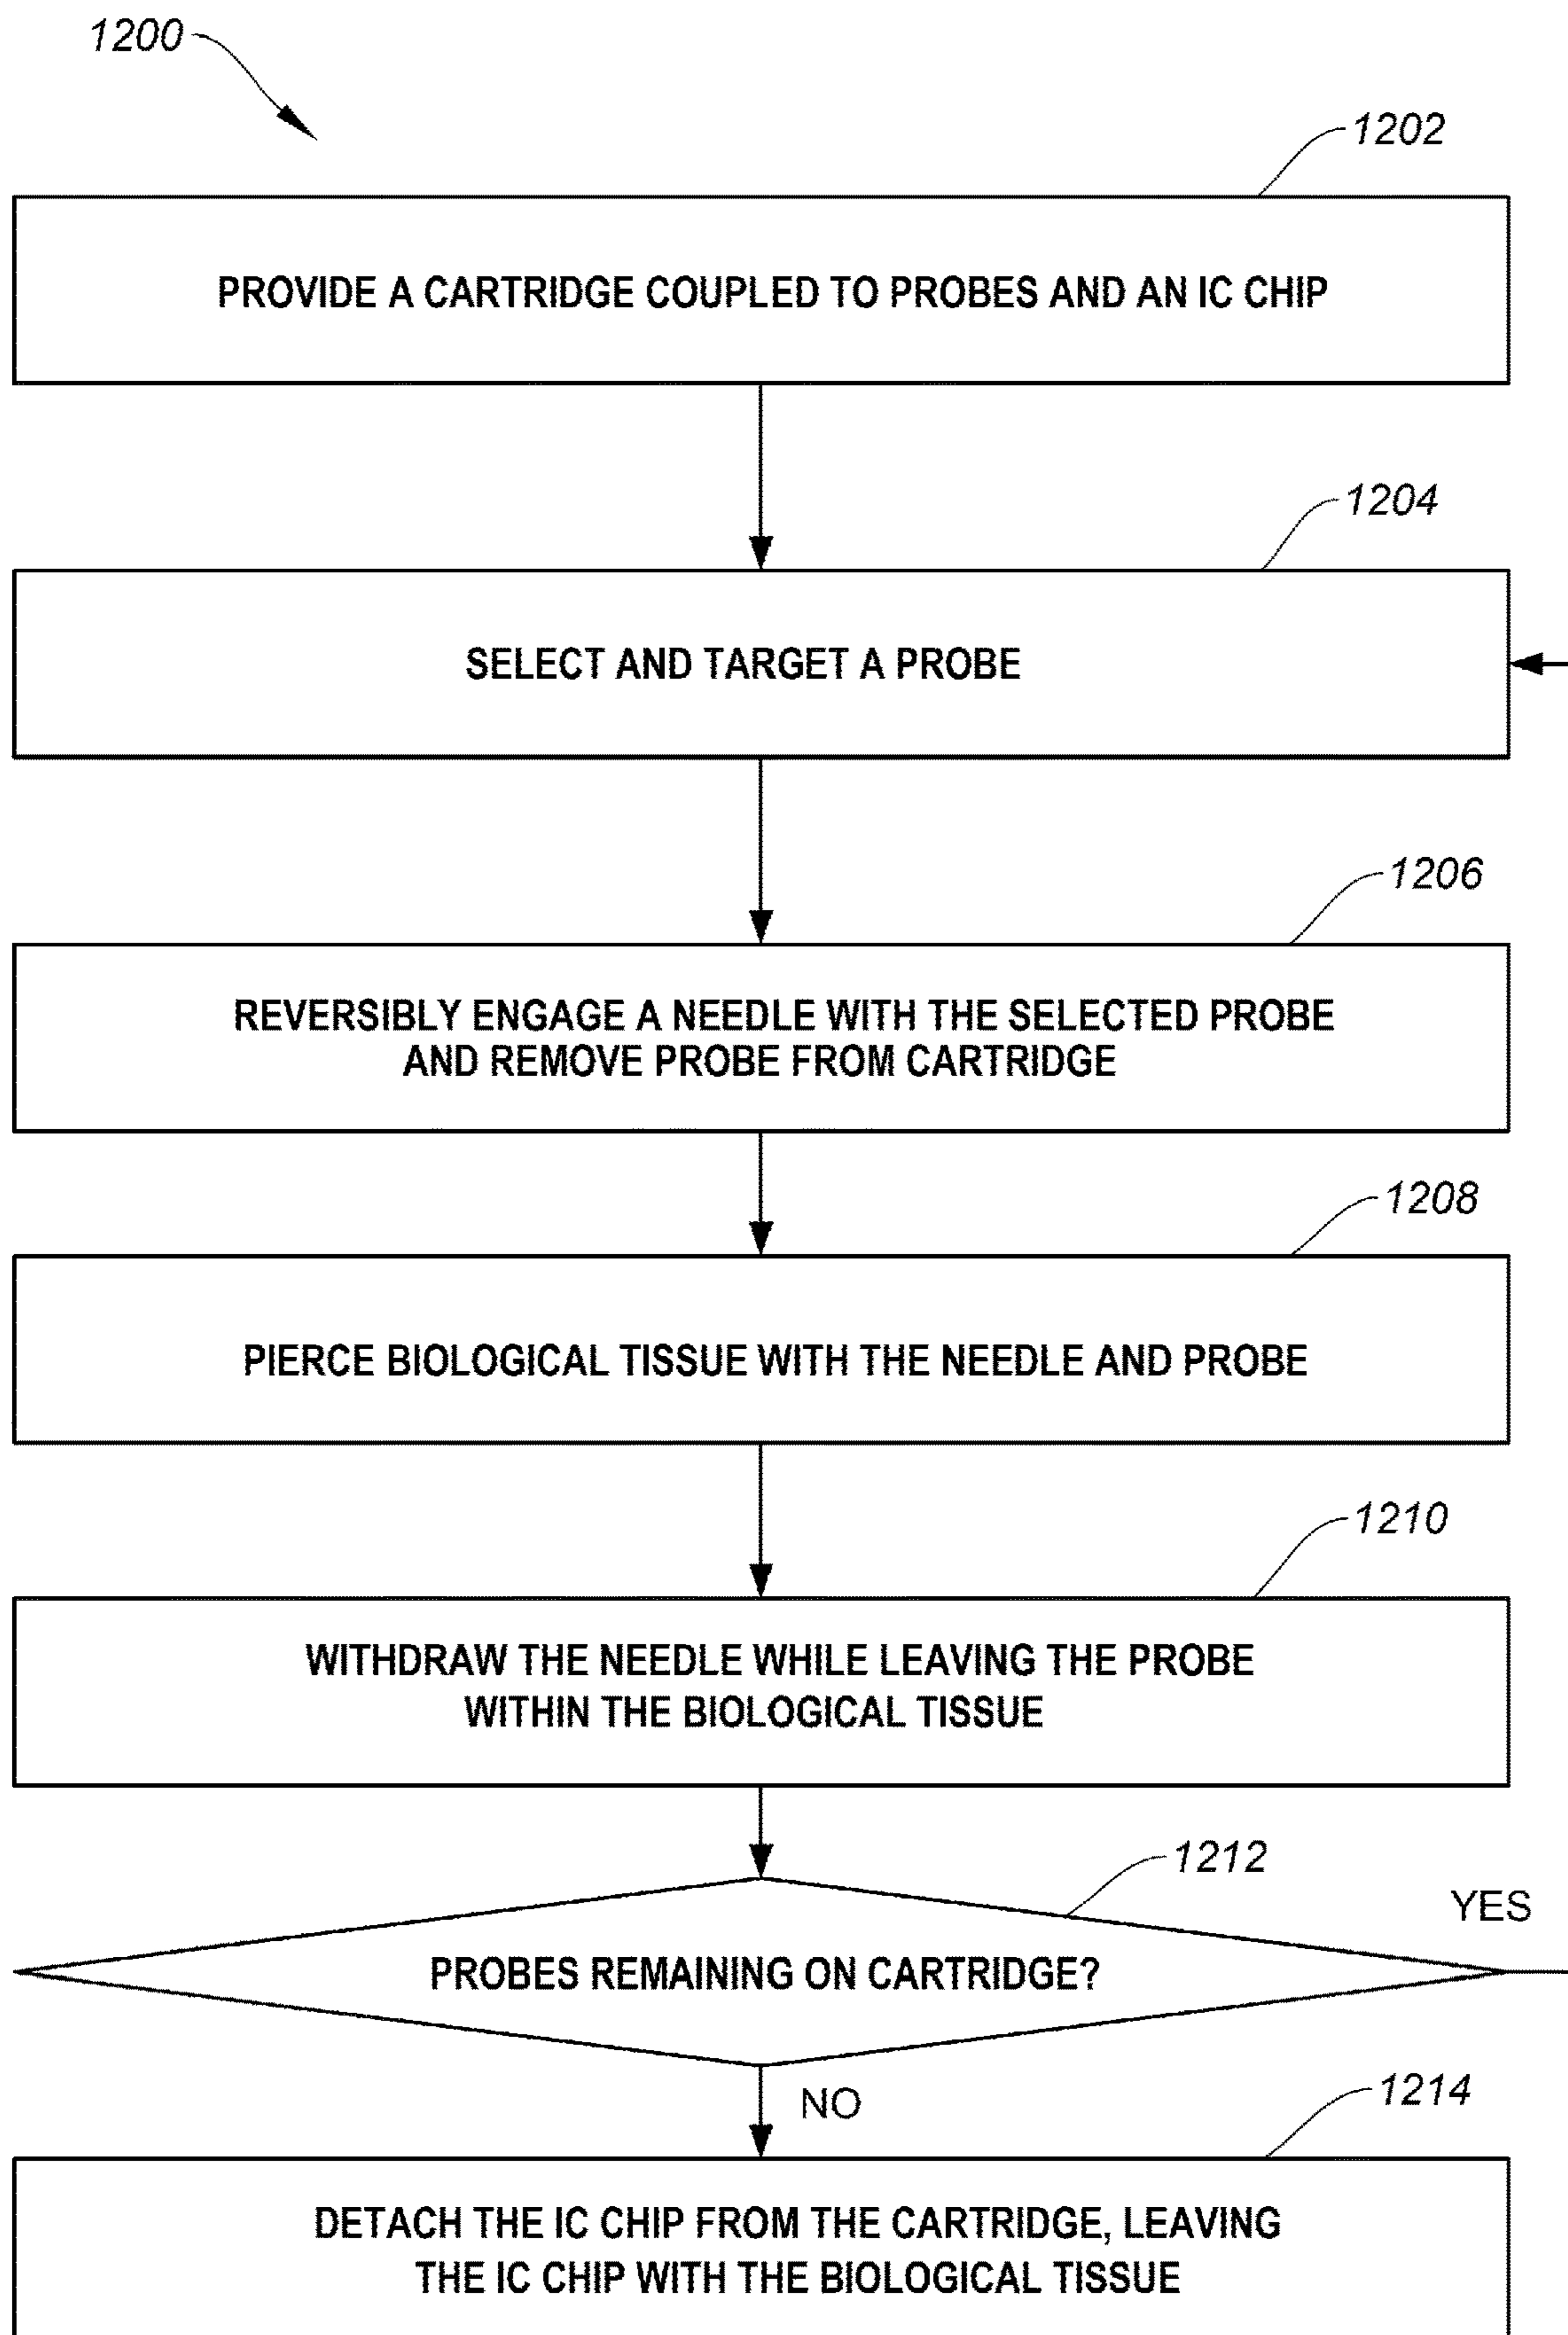 1200
1202
PROVIDE A CARTRIDGE COUPLED TO PROBES AND AN IC CHIP
1204
SELECT AND TARGET A PROBE
1206
REVERSIBLY ENGAGE A NEEDLE WITH THE SELECTED PROBE
AND REMOVE PROBE FROM CARTRIDGE
1208
PIERCE BIOLOGICAL TISSUE WITH THE NEEDLE AND PROBE
1210
WITHDRAW THE NEEDLE WHILE LEAVING THE PROBE
WITHIN THE BIOLOGICAL TISSUE
1212
YES
PROBES REMAINING ON CARTRIDGE?
NO
1214
DETACH THE IC CHIP FROM THE CARTRIDGE, LEAVING
THE IC CHIP WITH THE BIOLOGICAL TISSUE